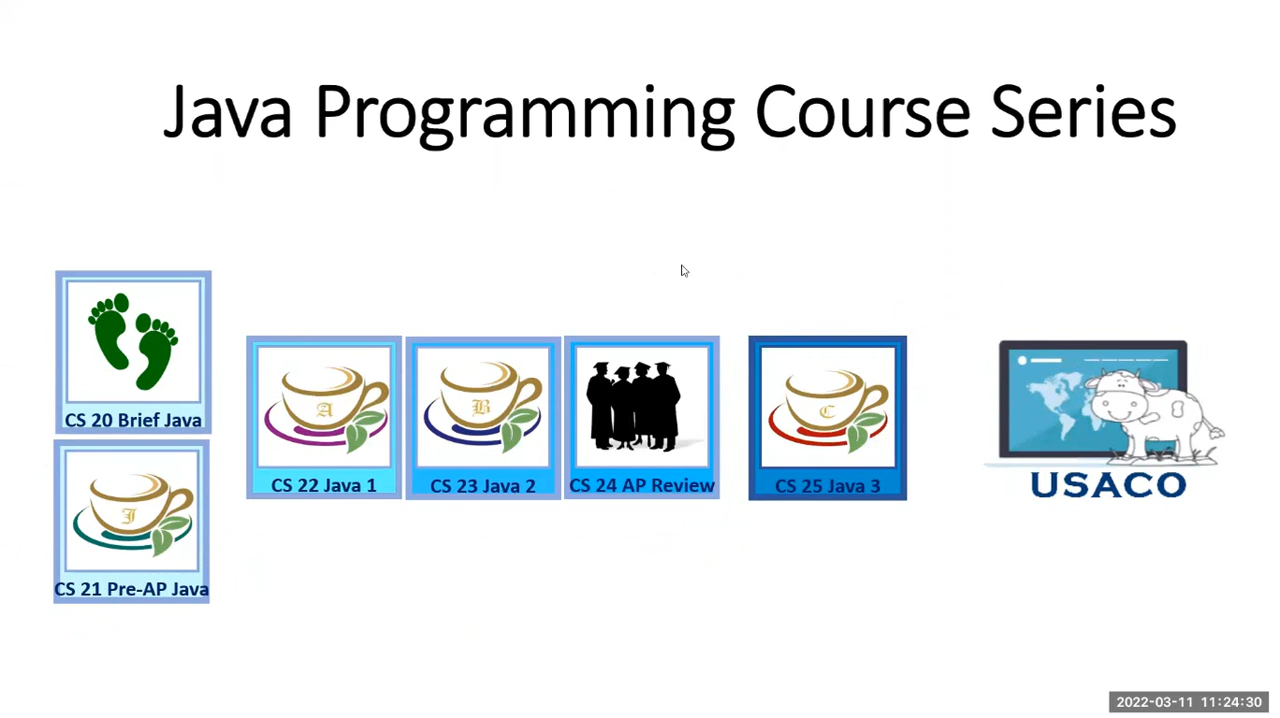 Java Programming Course Series
CS 20 Brief Java
J
CS 21 Pre-AP Java
A
CS 22 Java 1
B
CS 23 Java 2
CS 24 AP Review
C
CS 25 Java 3
USACO
2022-03-11 11:24:30